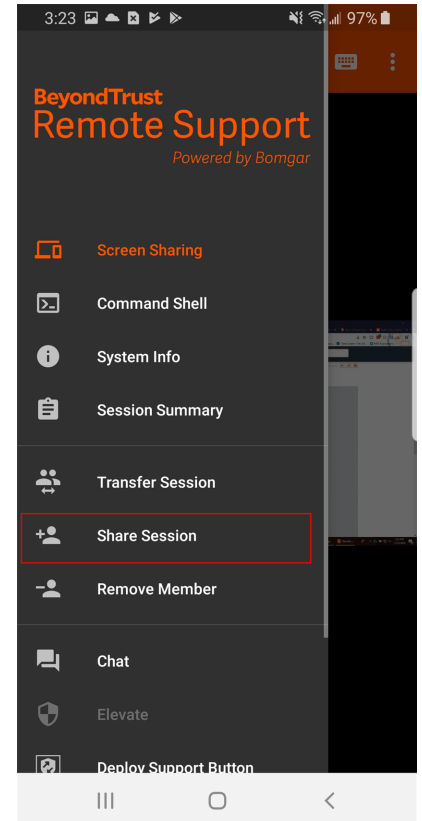 3:23
97%
BeyondTrust
Remote Support
Powered by Bomgar
Screen Sharing
Command Shell
System Info
Session Summary
Transfer Session
Share Session
Remove Member
Chat
Elevate
Deploy Support Button